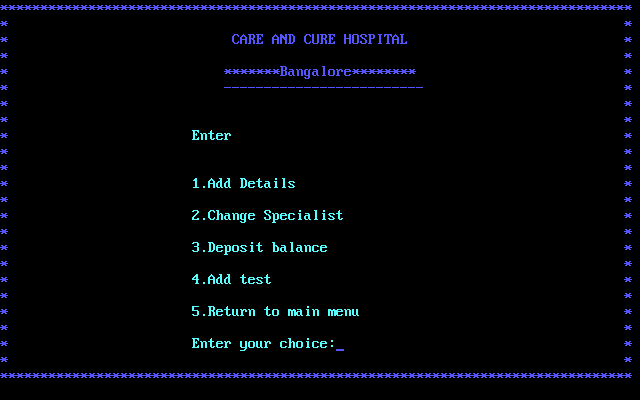 CARE AND CURE HOSPITAL
*******Bangalore********
-------------------------
Enter
1.Add Details
2.Change Specialist
3.Deposit balance
4.Add test
5.Return to main menu
Enter your choice:_